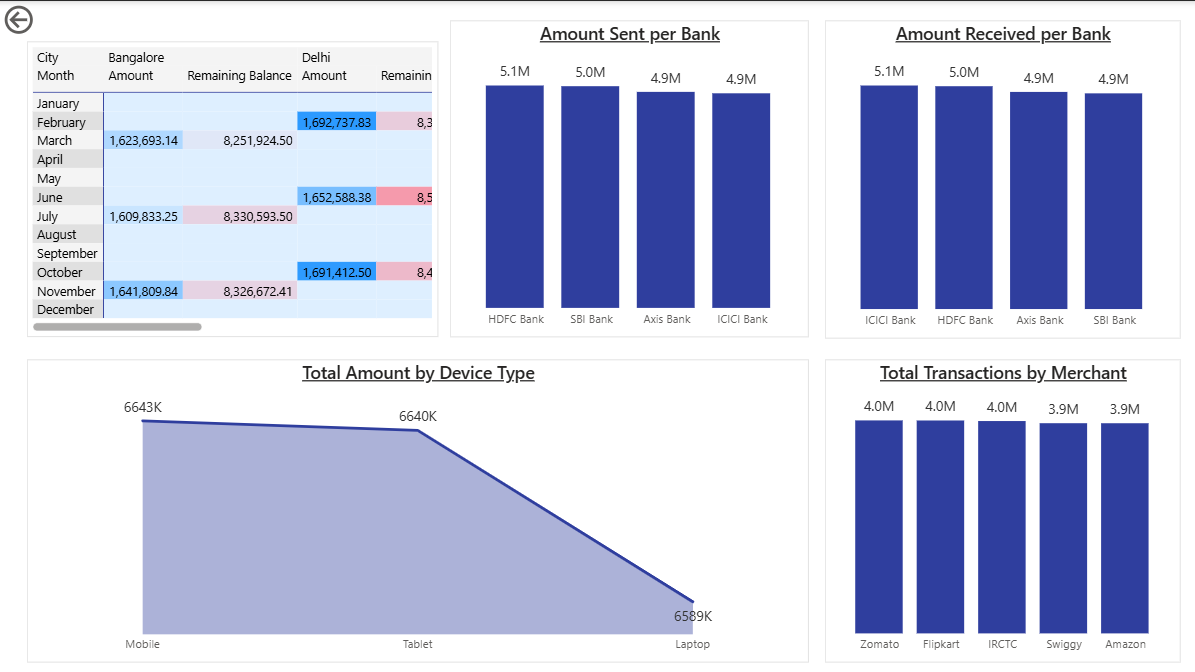 City Bangalore Delhi
Month Amount Remaining Balance Amount Remainin
January
February 1,692,737.83 8,3
March 1,623,693.14 8,251,924.50
April
May
June 1,652,588.38 8,5
July 1,609,833.25 8,330,593.50
August
September
October 1,691,412.50 8,4
November 1,641,809.84 8,326,672.41
December
Amount Sent per Bank
5.1M 5.0M 4.9M 4.9M
HDFC Bank SBI Bank Axis Bank ICICI Bank
Amount Received per Bank
5.1M 5.0M 4.9M 4.9M
ICICI Bank HDFC Bank Axis Bank SBI Bank
Total Amount by Device Type
6643K 6640K 6589K
Mobile Tablet Laptop
Total Transactions by Merchant
4.0M 4.0M 4.0M 3.9M 3.9M
Zomato Flipkart IRCTC Swiggy Amazon